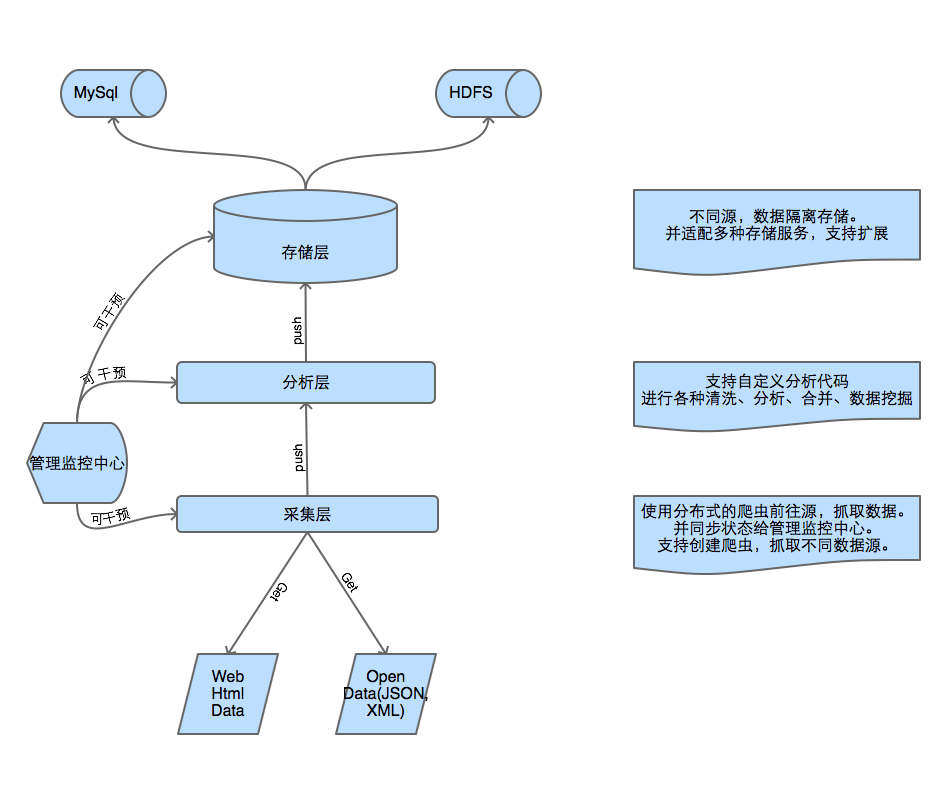 MySql
HDFS
存储层
不同源，数据隔离存储。
并适配多种存储服务，支持扩展
可干预
push
可干预
分析层
支持自定义分析代码
进行各种清洗、分析、合并、数据挖掘
管理监控中心
push
可干预
采集层
使用分布式的爬虫前往源，抓取数据。
并同步状态给管理监控中心。
支持创建爬虫，抓取不同数据源。
Get
Get
Web
Html
Data
Open
Data(JSON,
XML)